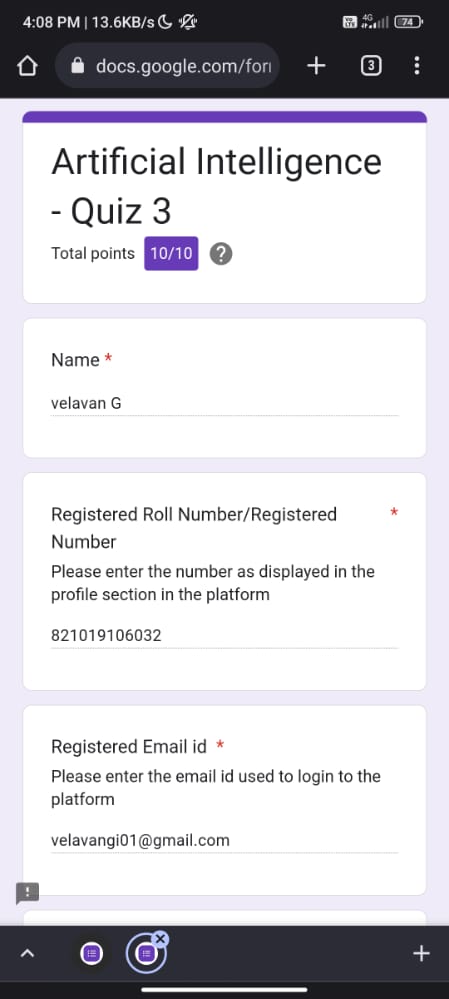 4:08 PM | 13.6KB/s
4G
74
docs.google.com/for
3
Artificial Intelligence
- Quiz 3
Total points 10/10
Name *
velavan G
Registered Roll Number/Registered *
Number
Please enter the number as displayed in the
profile section in the platform
821019106032
Registered Email id *
Please enter the email id used to login to the
platform
velavangi01@gmail.com